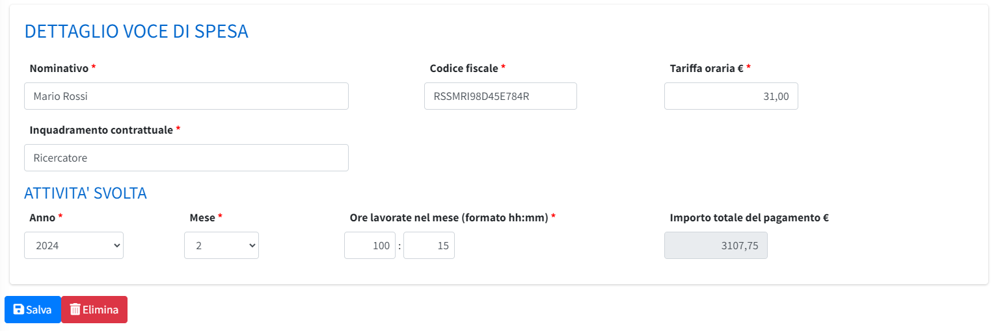 DETTAGLIO VOCE DI SPESA
Nominativo * Codice fiscale * Tariffa oraria € *
Mario Rossi RSSMRI98D45E784R 31,00
Inquadramento contrattuale *
Ricercatore
ATTIVITA' SVOLTA
Anno * Mese * Ore lavorate nel mese (formato hh:mm) * Importo totale del pagamento €
2024 2 100 : 15 3107,75
Salva Elimina